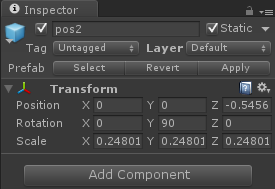 Inspector
pos2 Static
Tag Untagged Layer Default
Prefab Select Revert Apply
Transform
Position X 0 Y 0 Z -0.5456
Rotation X 0 Y 90 Z 0
Scale X 0.24801 Y 0.24801 Z 0.24801
Add Component